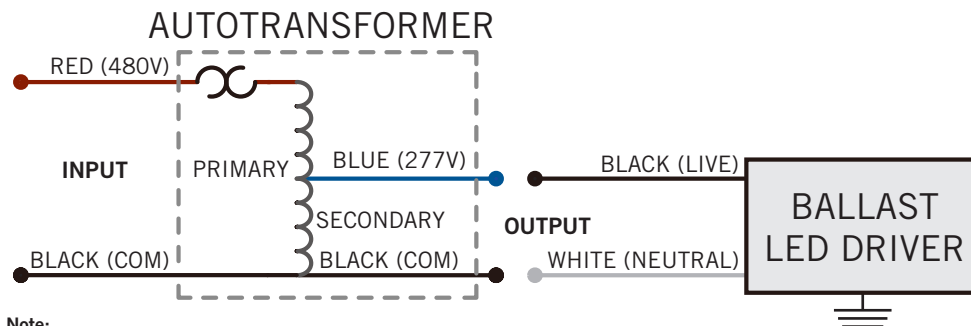 AUTOTRANSFORMER
RED (480V)
INPUT
PRIMARY
BLUE (277V)
BLACK (LIVE)
SECONDARY
OUTPUT
BALLAST
LED DRIVER
BLACK (COM)
BLACK (COM)
WHITE (NEUTRAL)
Note: